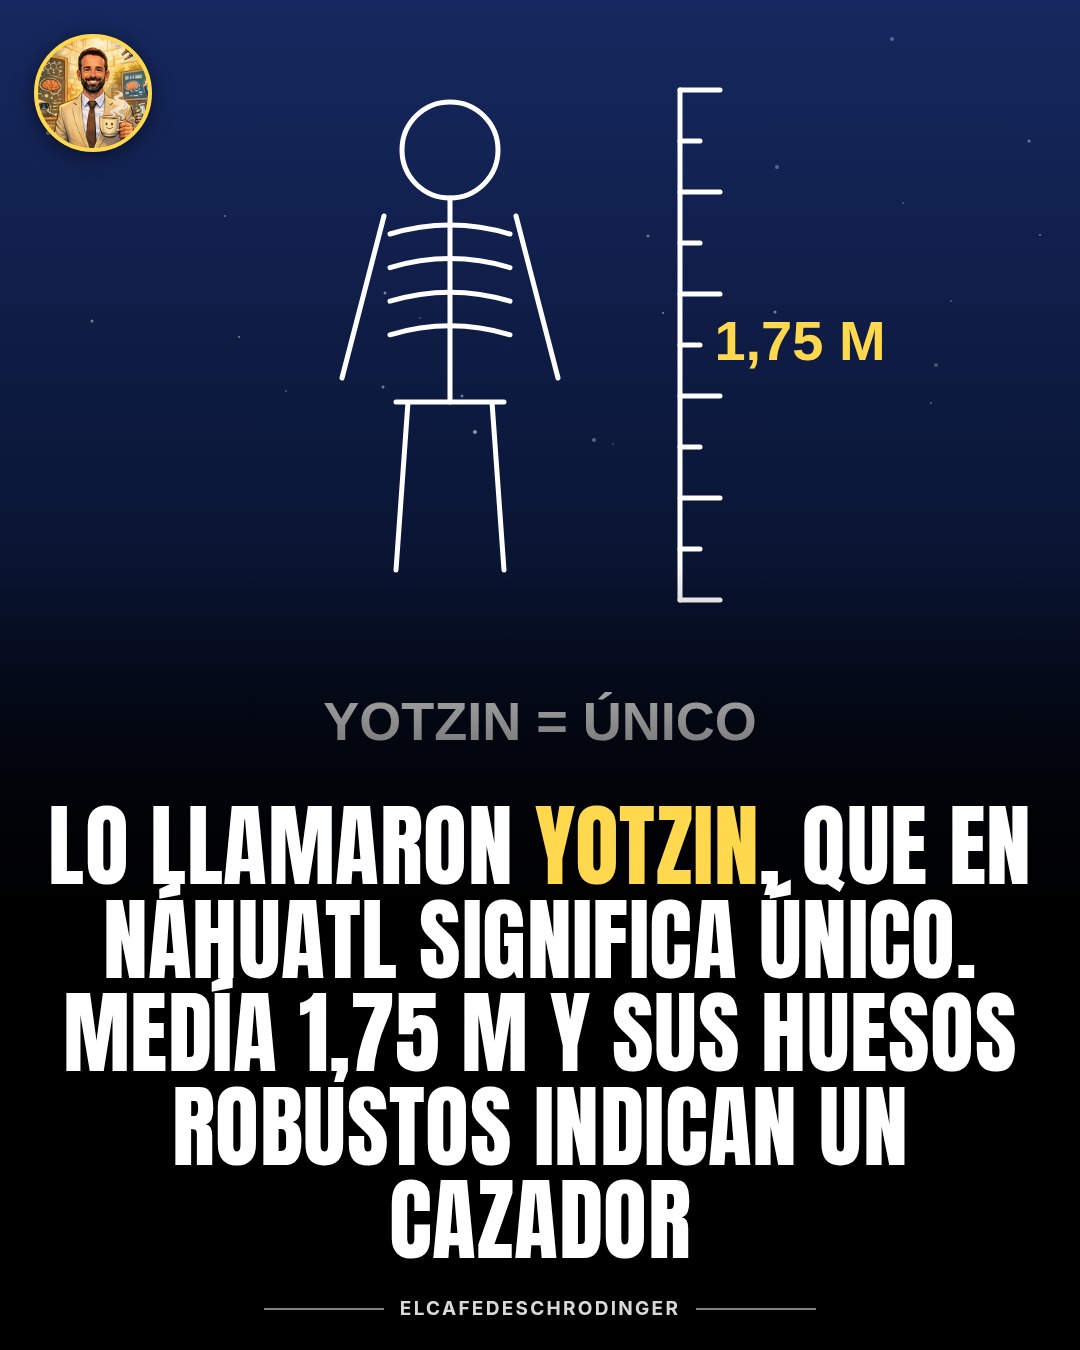 1,75 M
YOTZIN = ÚNICO
LO LLAMARON YOTZIN, QUE EN
NÁHUATL SIGNIFICA ÚNICO.
MEDÍA 1,75 M Y SUS HUESOS
ROBUSTOS INDICAN UN
CAZADOR
ELCAFEDESCHRODINGER